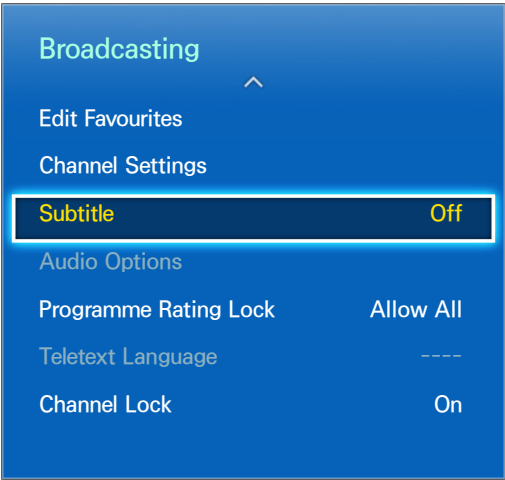 Broadcasting
Edit Favourites
Channel Settings
Subtitle Off
Audio Options
Programme Rating Lock Allow All
Teletext Language ----
Channel Lock On